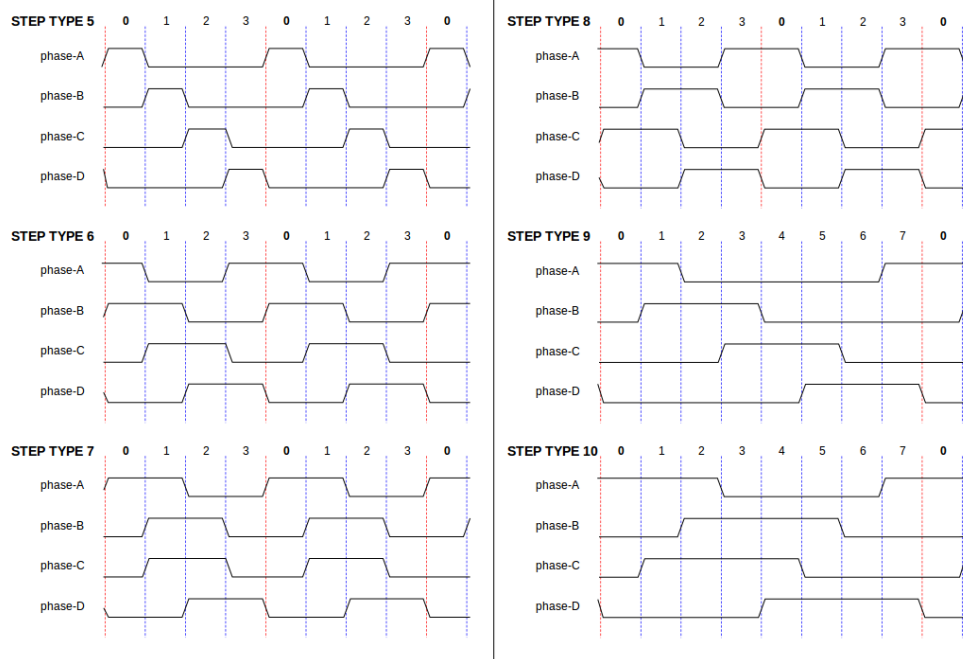 STEP TYPE 5 0 1 2 3 0 1 2 3 0
phase-A
phase-B
phase-C
phase-D
STEP TYPE 6 0 1 2 3 0 1 2 3 0
phase-A
phase-B
phase-C
phase-D
STEP TYPE 7 0 1 2 3 0 1 2 3 0
phase-A
phase-B
phase-C
phase-D
STEP TYPE 8 0 1 2 3 0 1 2 3 0
phase-A
phase-B
phase-C
phase-D
STEP TYPE 9 0 1 2 3 4 5 6 7 0
phase-A
phase-B
phase-C
phase-D
STEP TYPE 10 0 1 2 3 4 5 6 7 0
phase-A
phase-B
phase-C
phase-D